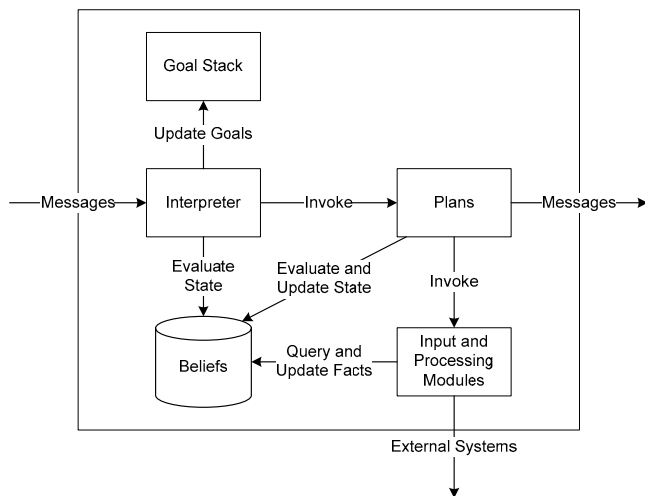 Goal Stack
Update Goals
Messages
Interpreter
Invoke
Plans
Messages
Evaluate
State
Evaluate and
Update State
Invoke
Beliefs
Query and
Update Facts
Input and
Processing
Modules
External Systems